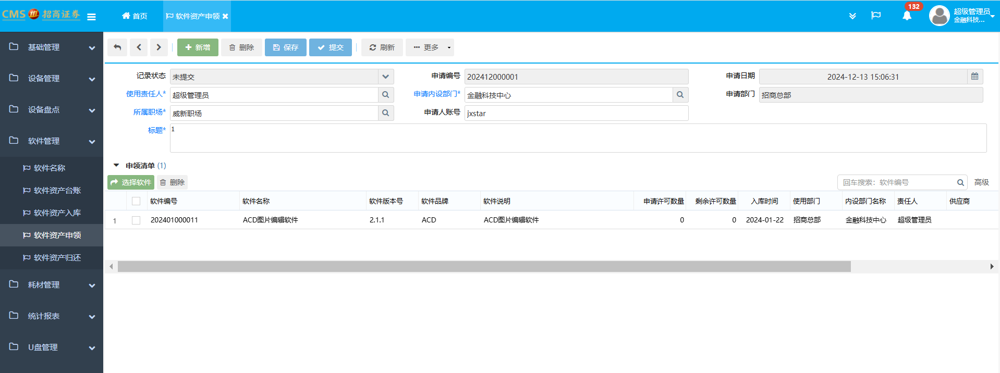 CMS 招商证券
首页
软件资产申领
132
超级管理员
金融科技...
基础管理
设备管理
设备盘点
软件管理
软件名称
软件资产台账
软件资产入库
软件资产申领
软件资产归还
耗材管理
统计报表
U盘管理
新增 删除 保存 提交 刷新 更多
记录状态 未提交 申请编号 202412000001 申请日期 2024-12-13 15:06:31
使用责任人* 超级管理员 申请内设部门* 金融科技中心 申请部门 招商总部
所属职场* 威新职场 申请人账号 jxstar
标题* 1
申领清单 (1)
选择软件 删除 回车搜索：软件编号 高级
软件编号 软件名称 软件版本号 软件品牌 软件说明 申请许可数量 剩余许可数量 入库时间 使用部门 内设部门名称 责任人 供应商
1 202401000011 ACD图片编辑软件 2.1.1 ACD ACD图片编辑软件 0 0 2024-01-22 招商总部 金融科技中心 超级管理员